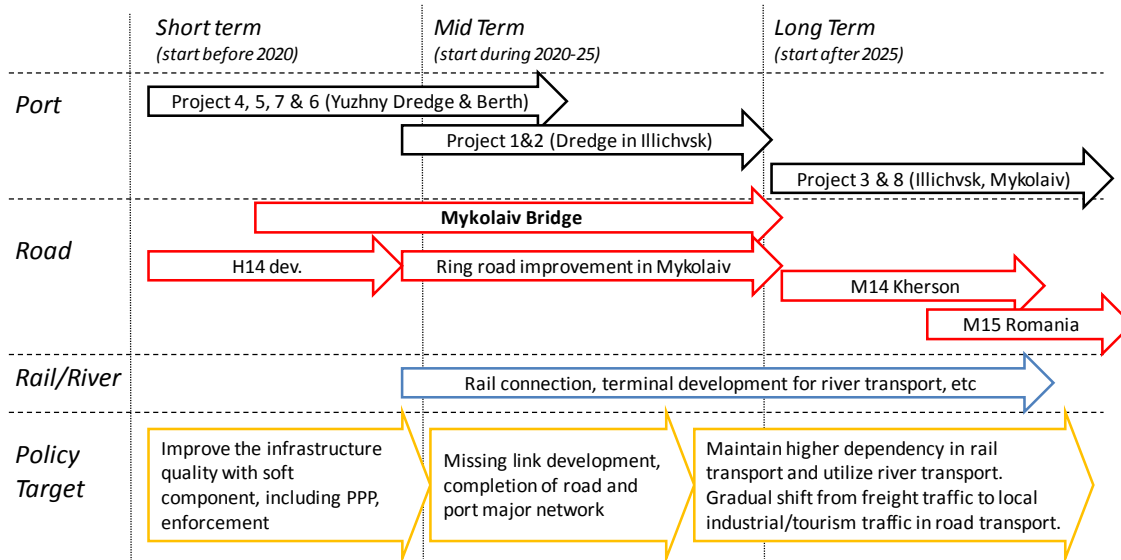 Short term
(start before 2020)
Mid Term
(start during 2020-25)
Long Term
(start after 2025)
Port
Project 4, 5, 7 & 6 (Yuzhny Dredge & Berth)
Project 1&2 (Dredge in Illichvsk)
Project 3 & 8 (Illichvsk, Mykolaiv)
Road
Mykolaiv Bridge
H14 dev.
Ring road improvement in Mykolaiv
M14 Kherson
M15 Romania
Rail/River
Rail connection, terminal development for river transport, etc
Policy
Target
Improve the infrastructure
quality with soft
component, including PPP,
enforcement
Missing link development,
completion of road and
port major network
Maintain higher dependency in rail
transport and utilize river transport.
Gradual shift from freight traffic to local
industrial/tourism traffic in road transport.